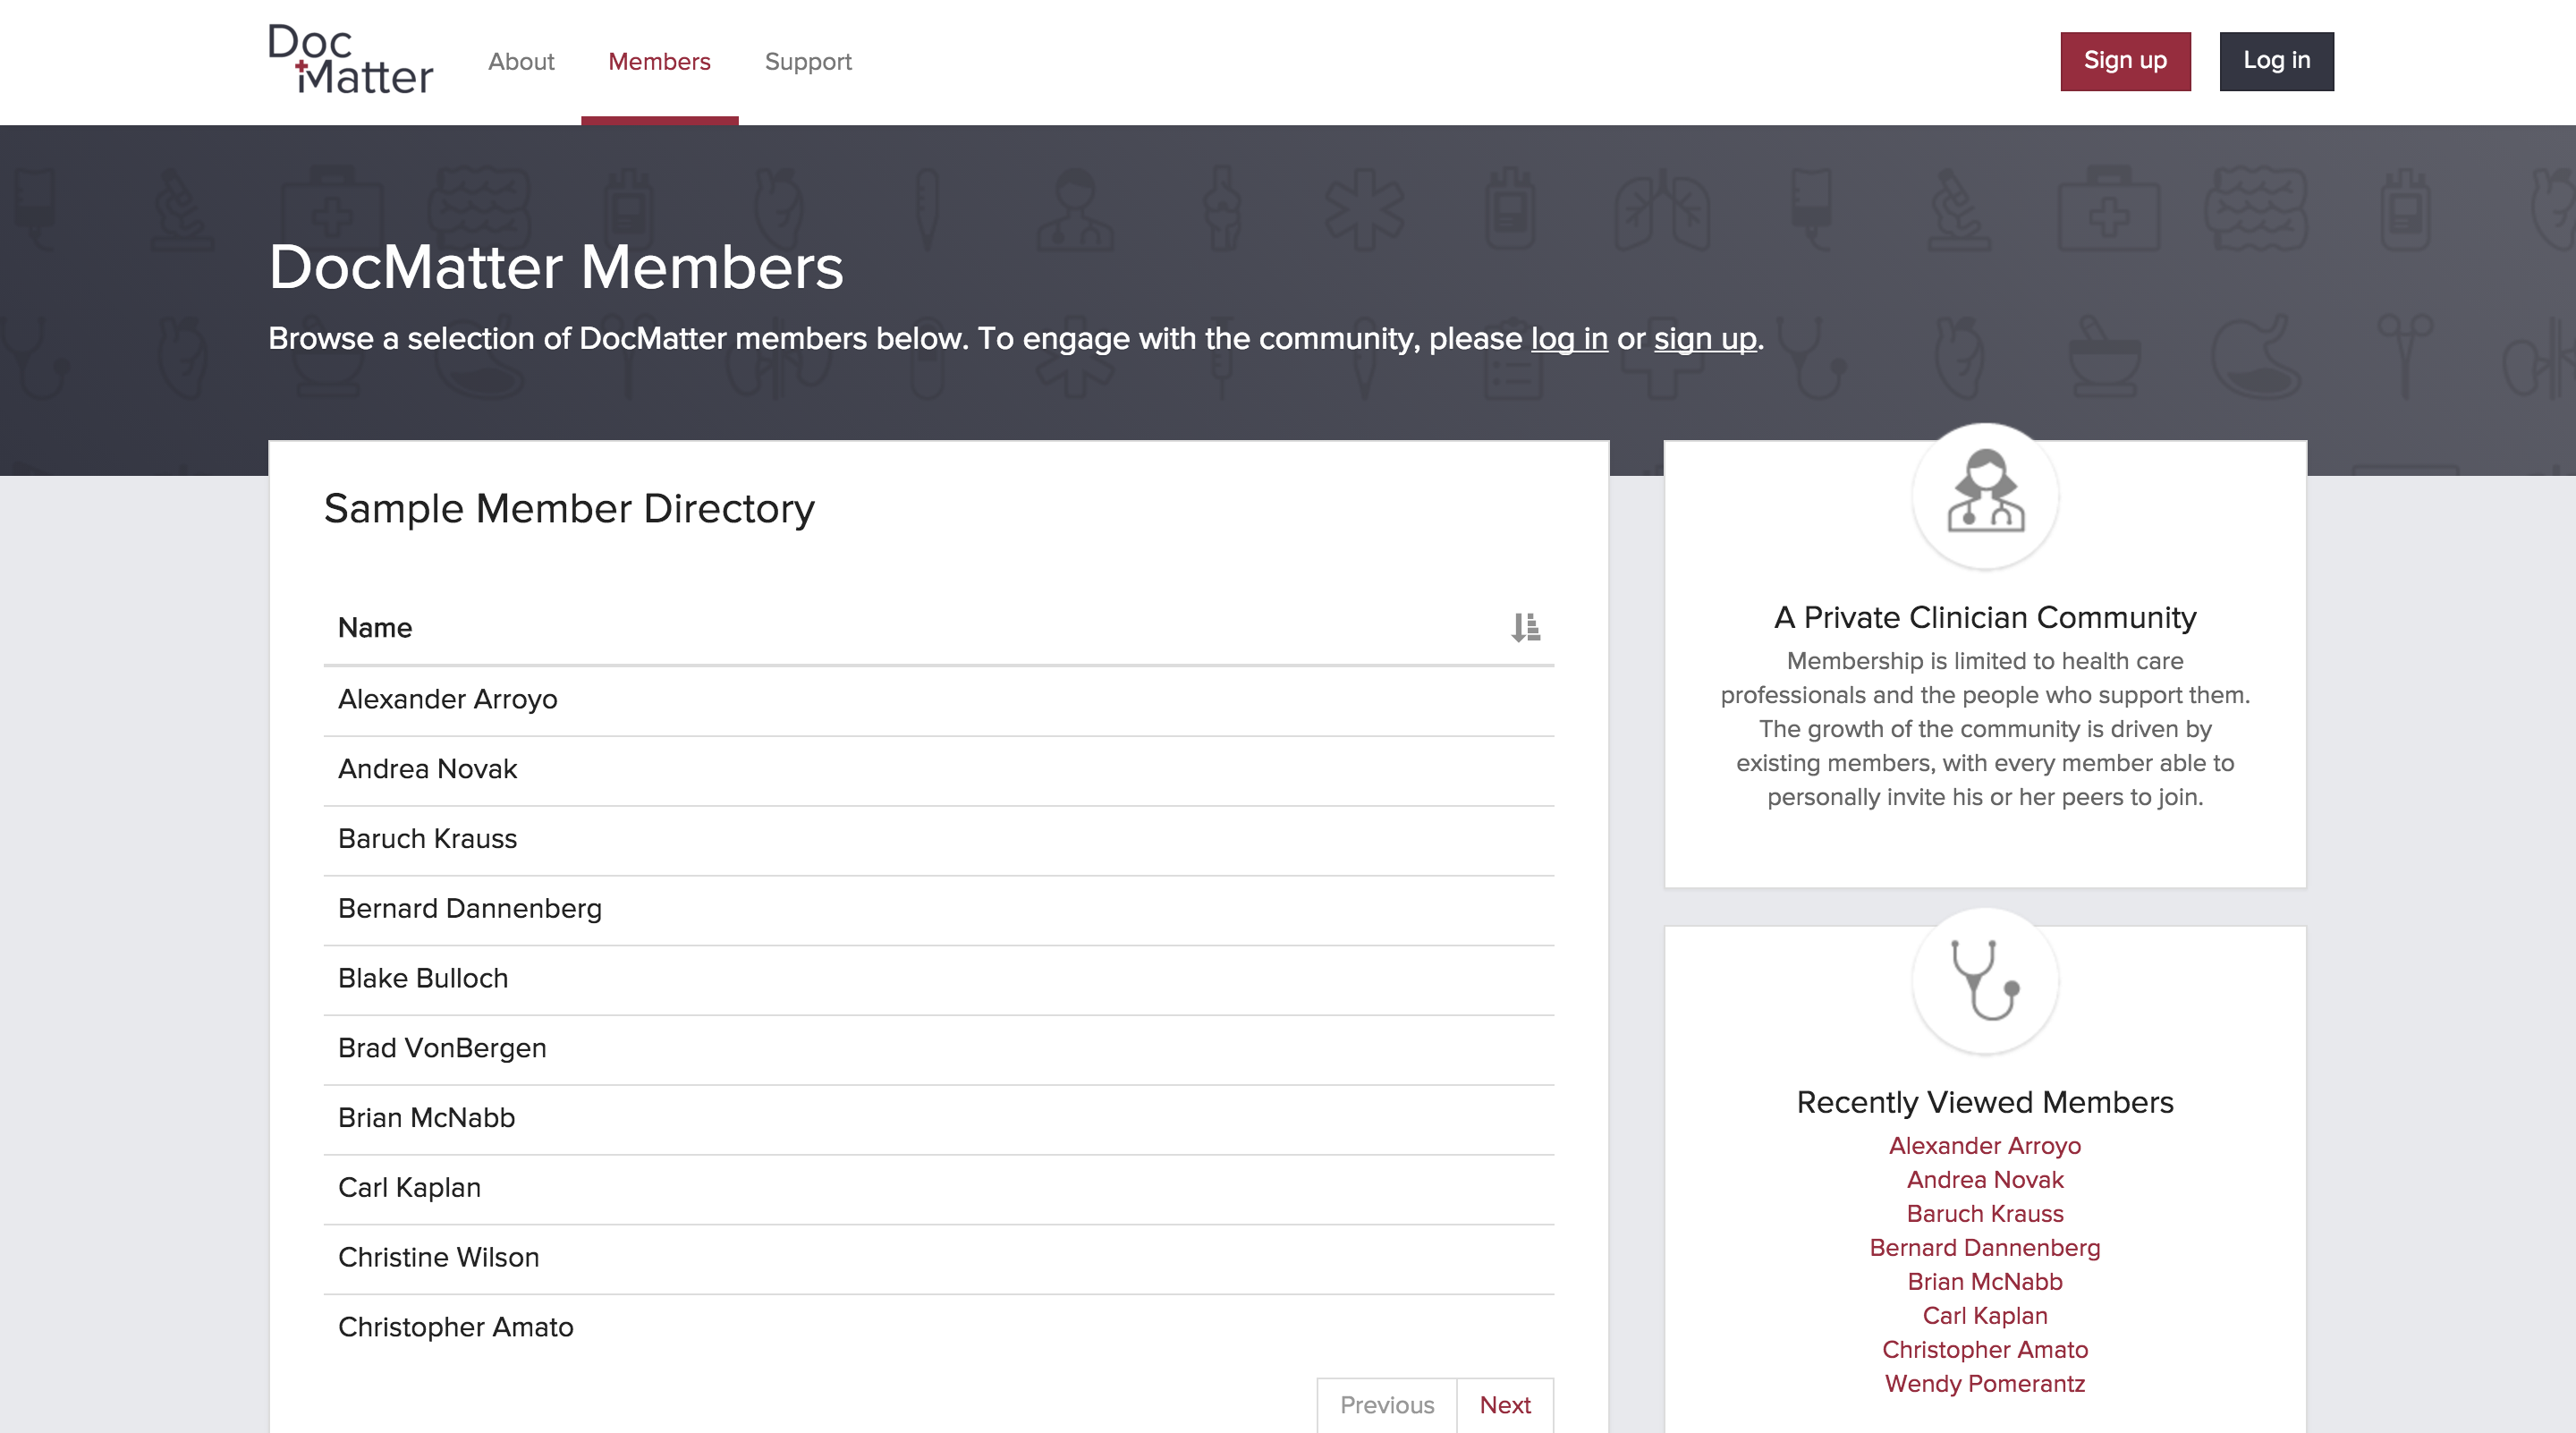 Doc
Matter
About
Members
Support
Sign up
Log in
DocMatter Members
Browse a selection of DocMatter members below. To engage with the community, please log in or sign up.
Sample Member Directory
Name
Alexander Arroyo
Andrea Novak
Baruch Krauss
Bernard Dannenberg
Blake Bulloch
Brad VonBergen
Brian McNabb
Carl Kaplan
Christine Wilson
Christopher Amato
Previous
Next
A Private Clinician Community
Membership is limited to health care
professionals and the people who support them.
The growth of the community is driven by
existing members, with every member able to
personally invite his or her peers to join.
Recently Viewed Members
Alexander Arroyo
Andrea Novak
Baruch Krauss
Bernard Dannenberg
Brian McNabb
Carl Kaplan
Christopher Amato
Wendy Pomerantz